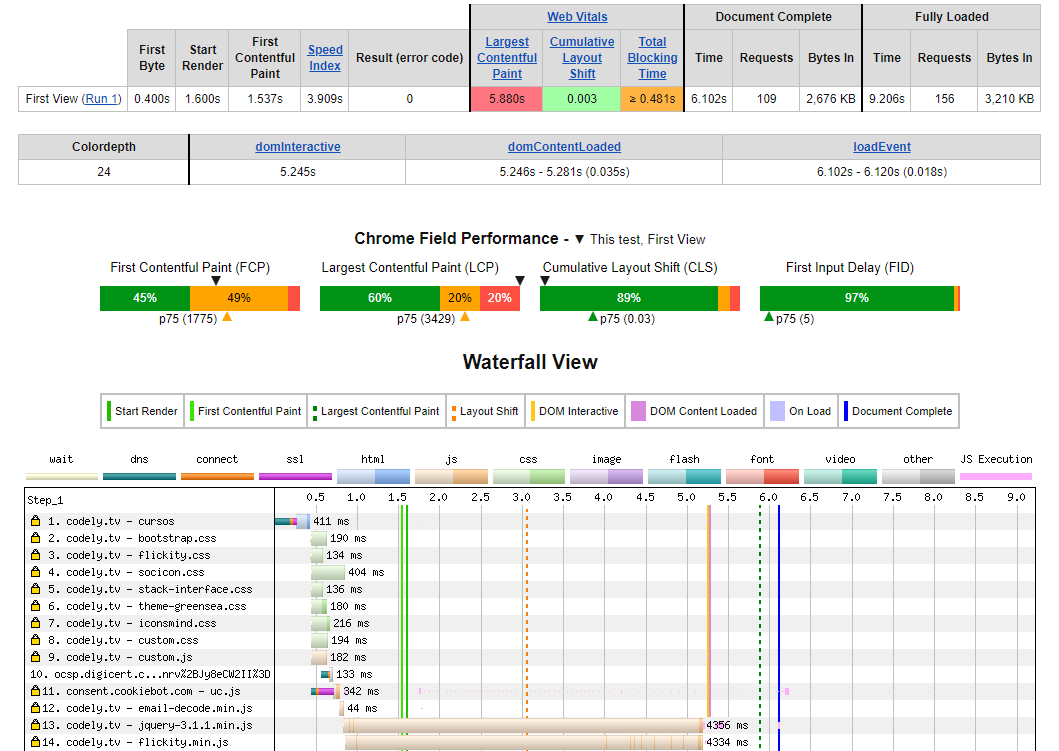 Web Vitals Document Complete Fully Loaded
First Byte Start Render First Contentful Paint Speed Index Result (error code) Largest Contentful Paint Cumulative Layout Shift Total Blocking Time Time Requests Bytes In Time Requests Bytes In
First View (Run 1) 0.400s 1.600s 1.537s 3.909s 0 5.880s 0.003 ≥ 0.481s 6.102s 109 2,676 KB 9.206s 156 3,210 KB
Colordepth domInteractive domContentLoaded loadEvent
24 5.245s 5.246s - 5.281s (0.035s) 6.102s - 6.120s (0.018s)
Chrome Field Performance - ▼ This test, First View
First Contentful Paint (FCP) Largest Contentful Paint (LCP) Cumulative Layout Shift (CLS) First Input Delay (FID)
45% 49% 60% 20% 20% 89% 97%
p75 (1775) p75 (3429) p75 (0.03) p75 (5)
Waterfall View
Start Render First Contentful Paint Largest Contentful Paint Layout Shift DOM Interactive DOM Content Loaded On Load Document Complete
wait dns connect ssl html js css image flash font video other JS Execution
Step_1 0.5 1.0 1.5 2.0 2.5 3.0 3.5 4.0 4.5 5.0 5.5 6.0 6.5 7.0 7.5 8.0 8.5 9.0
1. codely.tv - cursos 411 ms
2. codely.tv - bootstrap.css 190 ms
3. codely.tv - flickity.css 134 ms
4. codely.tv - socicon.css 404 ms
5. codely.tv - stack-interface.css 136 ms
6. codely.tv - theme-greensea.css 180 ms
7. codely.tv - iconsmind.css 216 ms
8. codely.tv - custom.css 194 ms
9. codely.tv - custom.js 182 ms
10. ocsp.digicert.c...nrv%2BJy8eCW2II%3D 133 ms
11. consent.cookiebot.com - uc.js 342 ms
12. codely.tv - email-decode.min.js 44 ms
13. codely.tv - jquery-3.1.1.min.js 4356 ms
14. codely.tv - flickity.min.js 4334 ms